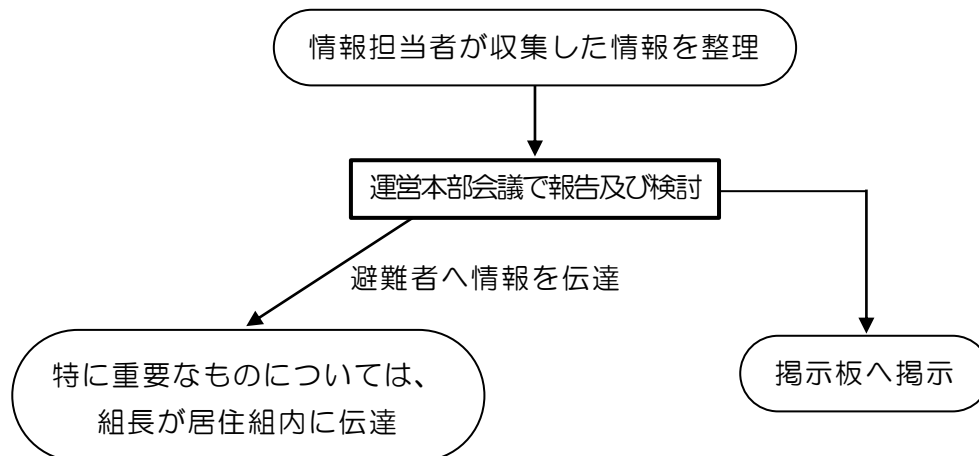 情報担当者が収集した情報を整理
運営本部会議で報告及び検討
避難者へ情報を伝達
特に重要なものについては、
組長が居住組内に伝達
掲示板へ掲示